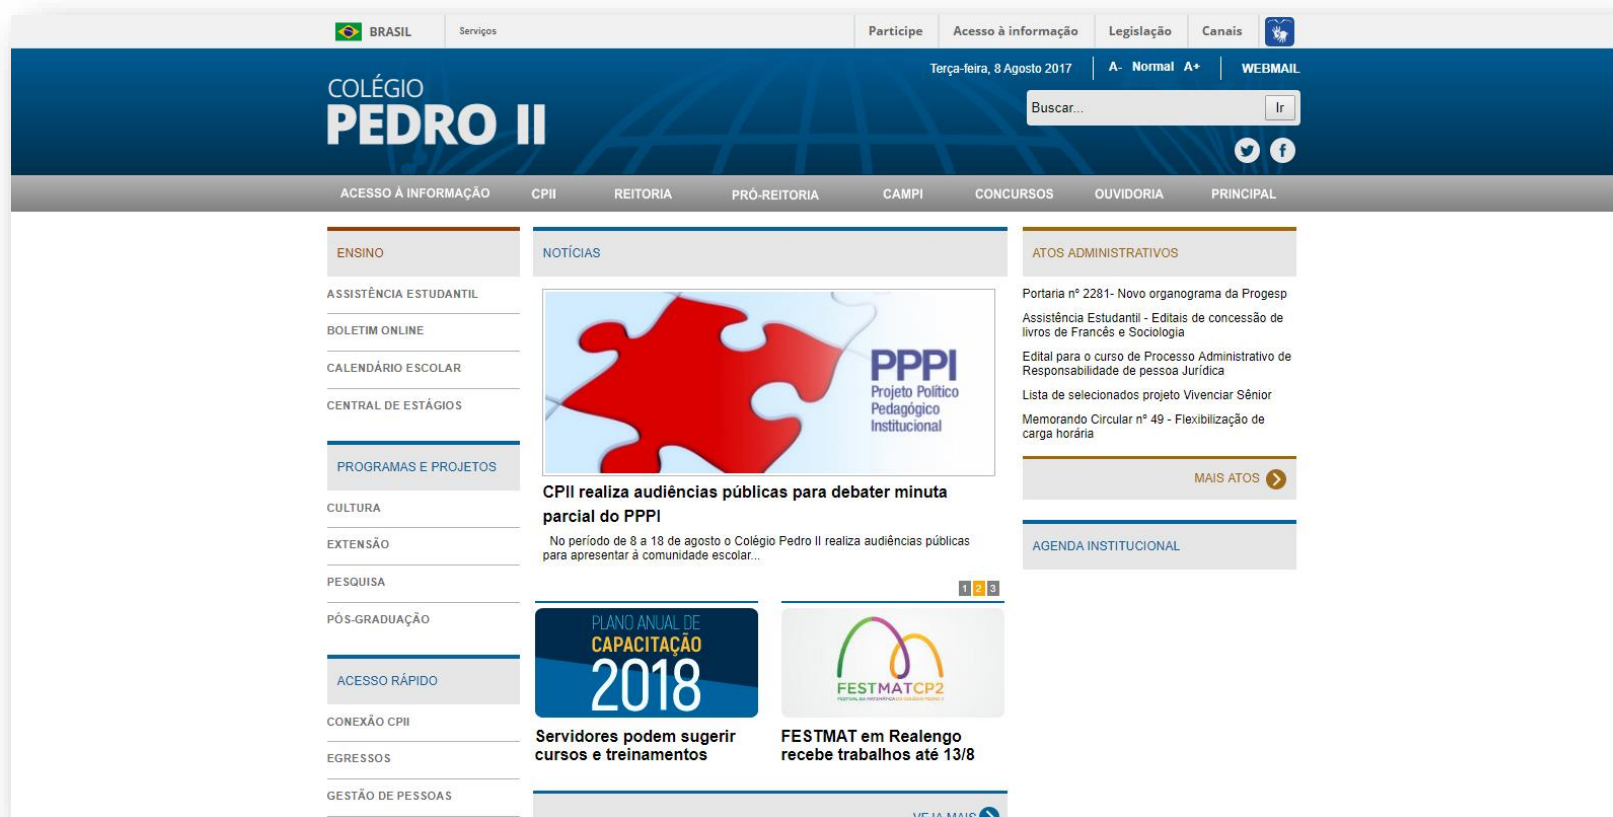 BRASIL
Serviços
Participe
Acesso à informação
Legislação
Canais
Terça-feira, 8 Agosto 2017
A- Normal A+
WEBMAIL
COLÉGIO
PEDRO II
Buscar...
Ir
ACESSO À INFORMAÇÃO
CPII
REITORIA
PRÓ-REITORIA
CAMPI
CONCURSOS
OUVIDORIA
PRINCIPAL
ENSINO
ASSISTÊNCIA ESTUDANTIL
BOLETIM ONLINE
CALENDÁRIO ESCOLAR
CENTRAL DE ESTÁGIOS
PROGRAMAS E PROJETOS
CULTURA
EXTENSÃO
PESQUISA
PÓS-GRADUAÇÃO
ACESSO RÁPIDO
CONEXÃO CPII
EGRESSOS
GESTÃO DE PESSOAS
NOTÍCIAS
PPPI
Projeto Político
Pedagógico
Institucional
CPII realiza audiências públicas para debater minuta
parcial do PPPI
No período de 8 a 18 de agosto o Colégio Pedro II realiza audiências públicas
para apresentar à comunidade escolar...
1 2 3
PLANO ANUAL DE
CAPACITAÇÃO
2018
Servidores podem sugerir
cursos e treinamentos
FESTMATCP2
FESTMAT em Realengo
recebe trabalhos até 13/8
VEJA MAIS
ATOS ADMINISTRATIVOS
Portaria nº 2281- Novo organograma da Progesp
Assistência Estudantil - Editais de concessão de
livros de Francês e Sociologia
Edital para o curso de Processo Administrativo de
Responsabilidade de pessoa Jurídica
Lista de selecionados projeto Vivenciar Sênior
Memorando Circular nº 49 - Flexibilização de
carga horária
MAIS ATOS
AGENDA INSTITUCIONAL